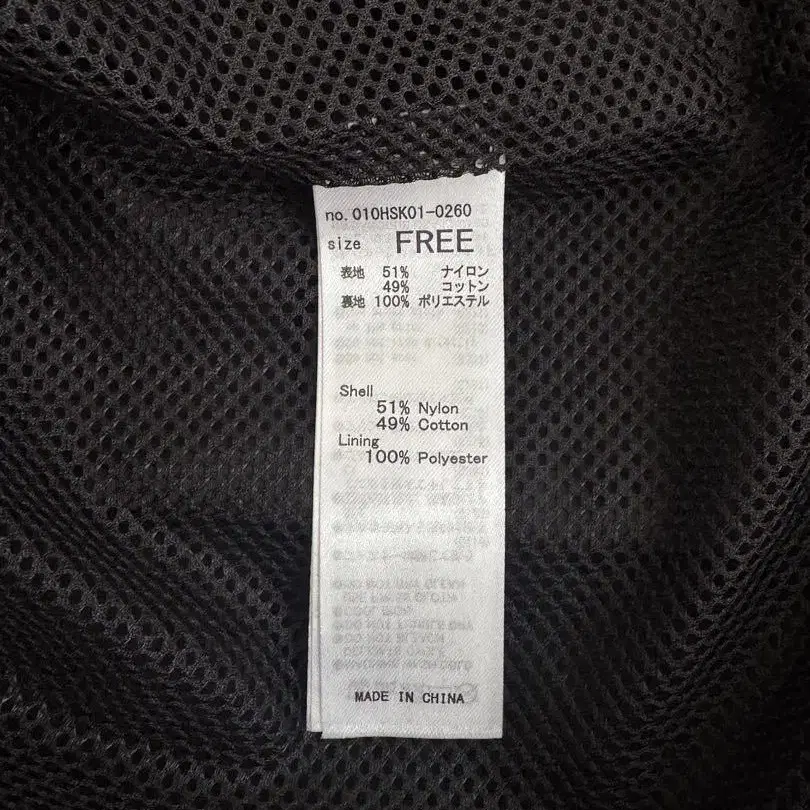 no. 010HSK01-0260
size FREE
表地 51% ナイロン
49% コットン
裏地 100% ポリエステル
Shell
51% Nylon
49% Cotton
Lining
100% Polyester
MADE IN CHINA